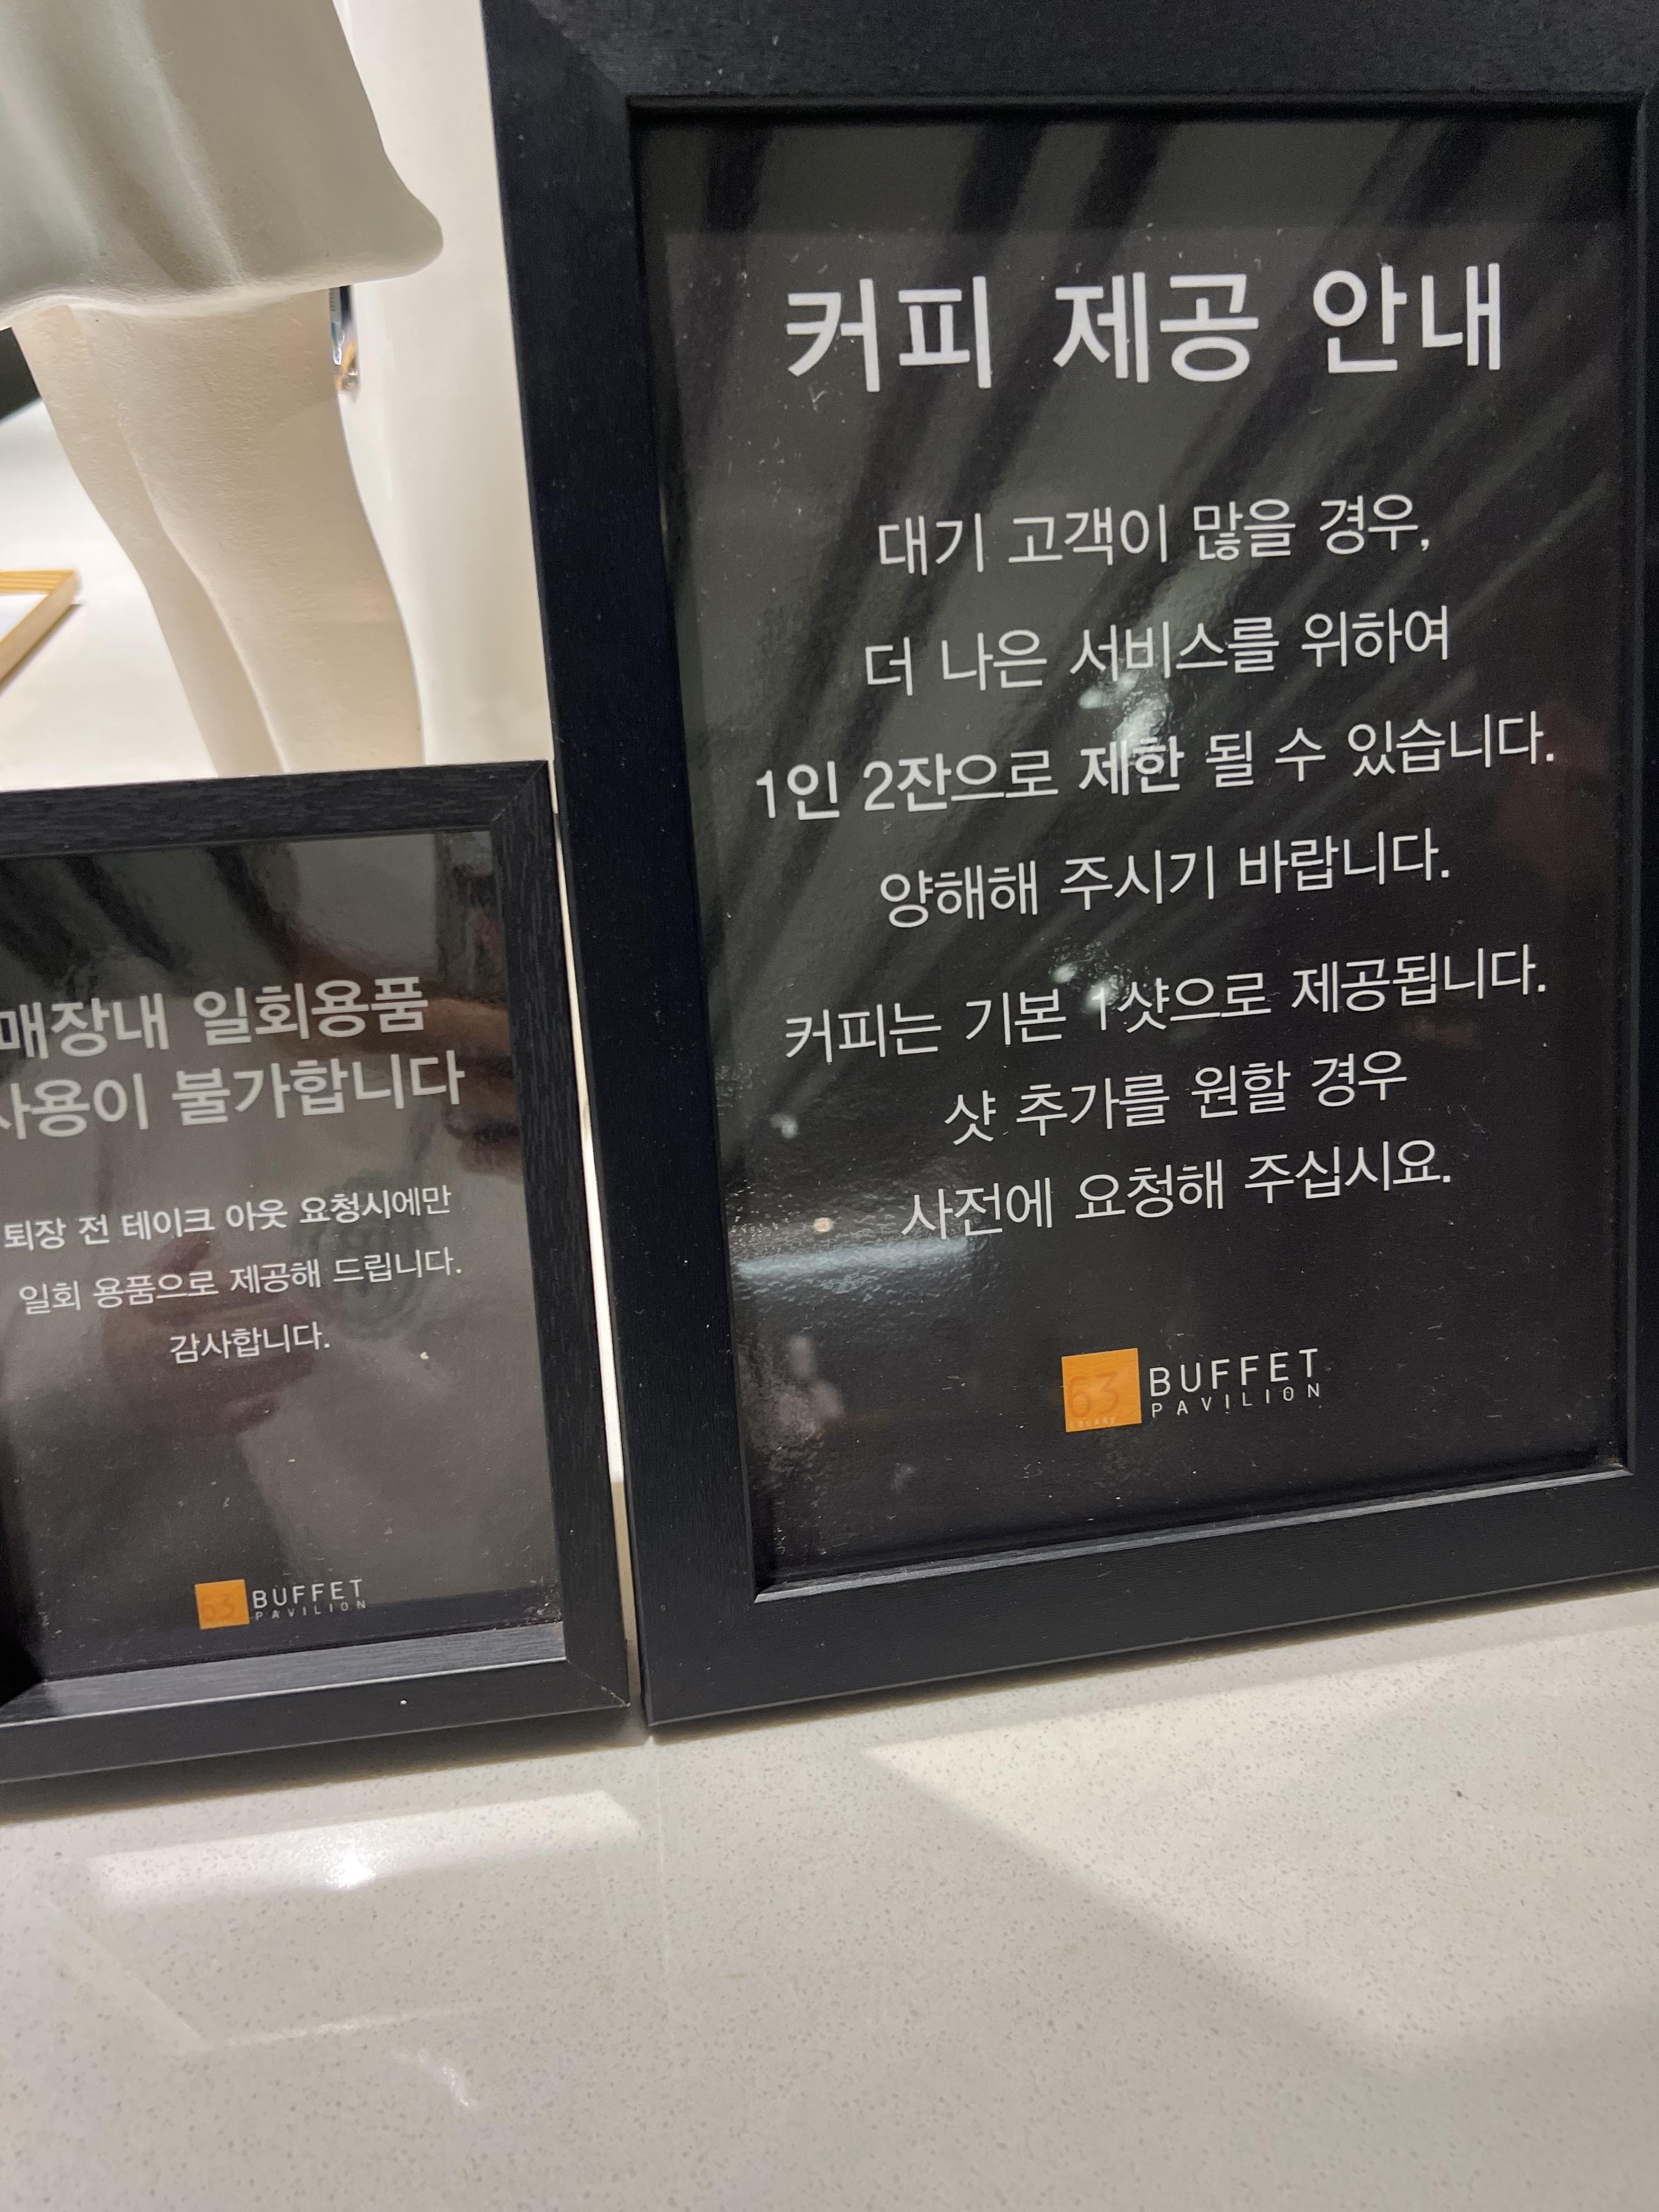 커피 제공 안내
대기 고객이 많을 경우,
더 나은 서비스를 위하여
1인 2잔으로 제한 될 수 있습니다.
양해해 주시기 바랍니다.
커피는 기본 1샷으로 제공됩니다.
샷 추가를 원할 경우
사전에 요청해 주십시요.
63 BUFFET
SQUARE PAVILION
매장내 일회용품
사용이 불가합니다
퇴장 전 테이크 아웃 요청시에만
일회 용품으로 제공해 드립니다.
감사합니다.
63 BUFFET
PAVILION